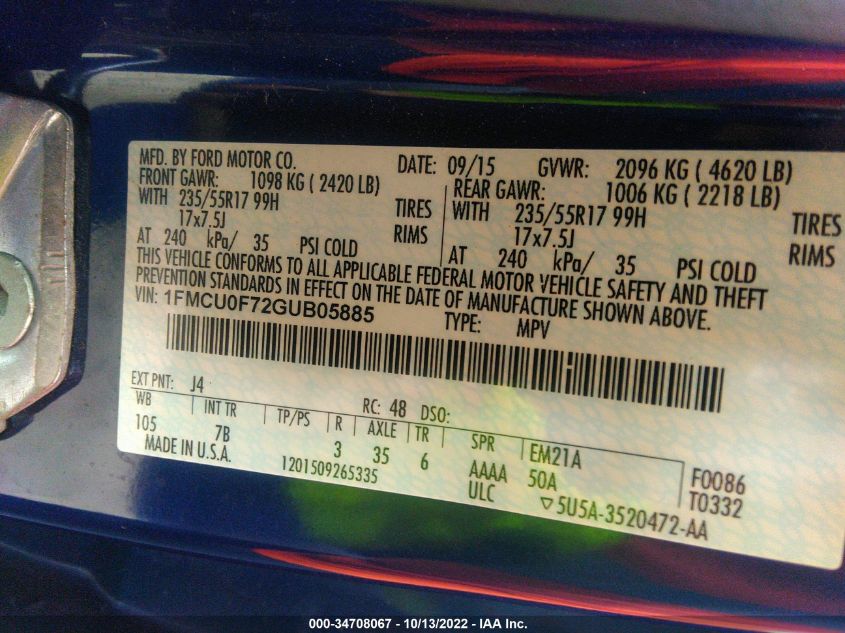 MFD. BY FORD MOTOR CO. DATE: 09/15 GVWR: 2096 KG ( 4620 LB)
FRONT GAWR: 1098 KG ( 2420 LB) REAR GAWR: 1006 KG ( 2218 LB)
WITH 235/55R17 99H TIRES WITH 235/55R17 99H TIRES
17x7.5J RIMS 17x7.5J RIMS
AT 240 kPa/ 35 PSI COLD AT 240 kPa/ 35 PSI COLD
THIS VEHICLE CONFORMS TO ALL APPLICABLE FEDERAL MOTOR VEHICLE SAFETY AND THEFT
PREVENTION STANDARDS IN EFFECT ON THE DATE OF MANUFACTURE SHOWN ABOVE.
VIN: 1FMCU0F72GUB05885 TYPE: MPV
EXT PNT: J4 RC: 48 DSO:
WB INT TR TP/PS R AXLE TR SPR EM21A F0086
105 7B 3 35 6 AAAA 50A T0332
MADE IN U.S.A. 1201509265335 ULC ▽5U5A-3520472-AA
000-34708067 - 10/13/2022 - IAA Inc.